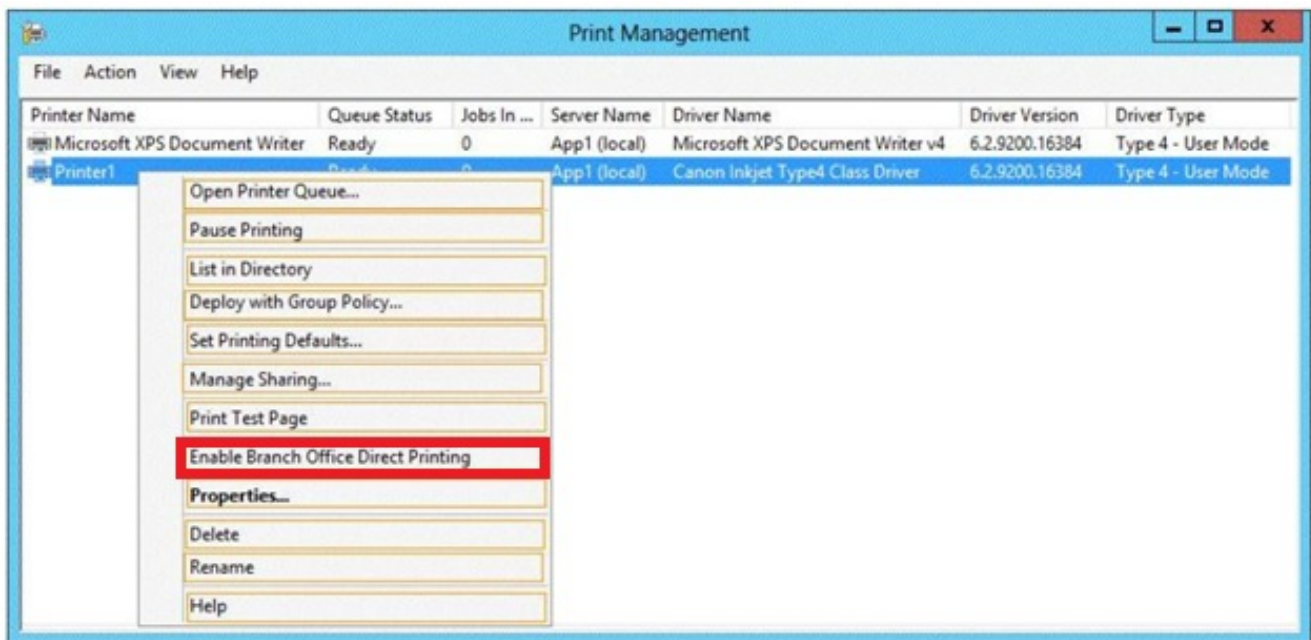 Print Management
File Action View Help
Printer Name Queue Status Jobs In ... Server Name Driver Name Driver Version Driver Type
Microsoft XPS Document Writer Ready 0 App1 (local) Microsoft XPS Document Writer v4 6.2.9200.16384 Type 4 - User Mode
Printer1 App1 (local) Canon Inkjet Type4 Class Driver 6.2.9200.16384 Type 4 - User Mode
Open Printer Queue...
Pause Printing
List in Directory
Deploy with Group Policy...
Set Printing Defaults...
Manage Sharing...
Print Test Page
Enable Branch Office Direct Printing
Properties...
Delete
Rename
Help